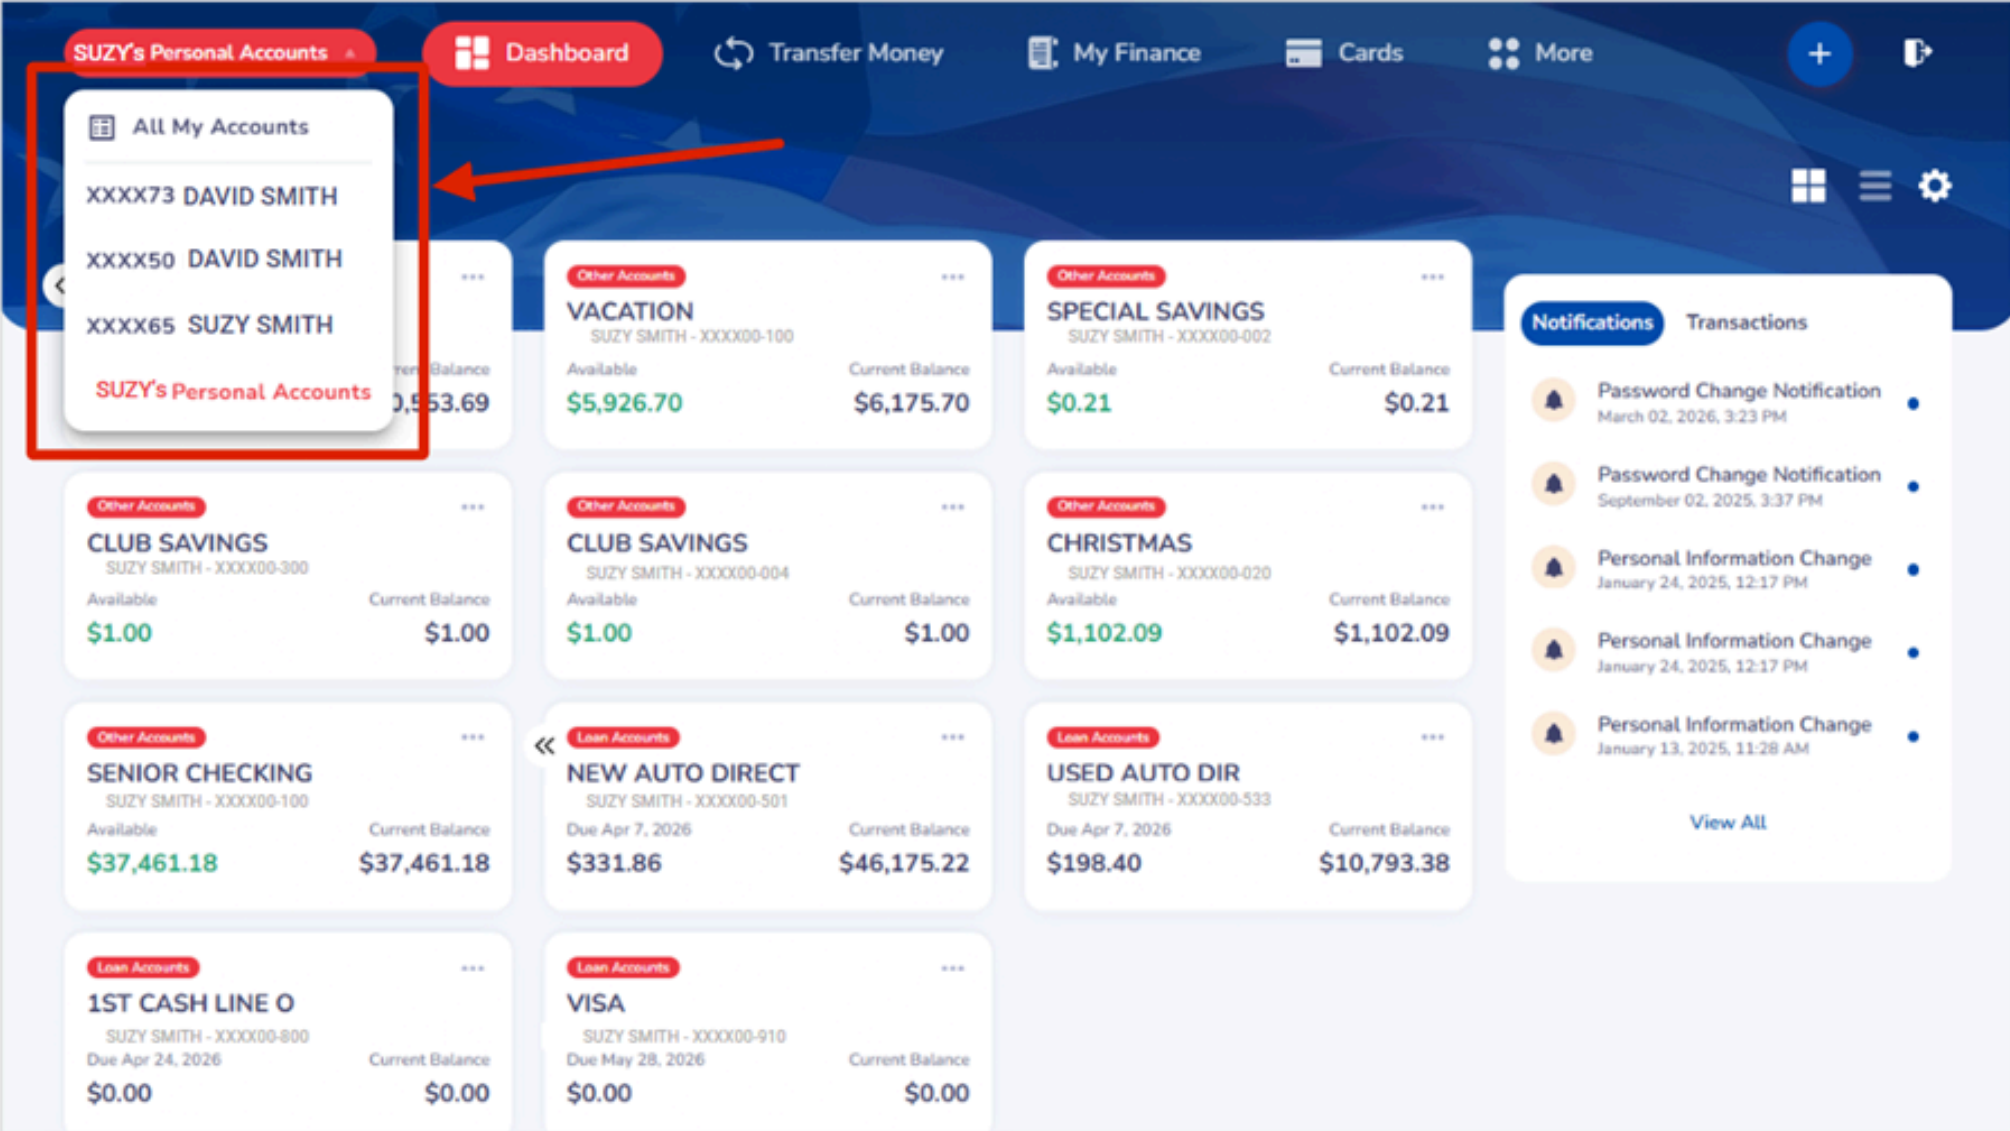 SUZY's Personal Accounts
Dashboard
Transfer Money
My Finance
Cards
More
All My Accounts
XXXX73 DAVID SMITH
XXXX50 DAVID SMITH
XXXX65 SUZY SMITH
SUZY's Personal Accounts
Balance
553.69
Other Accounts
VACATION
SUZY SMITH - XXXX00-100
Available Current Balance
$5,926.70 $6,175.70
Other Accounts
SPECIAL SAVINGS
SUZY SMITH - XXXX00-002
Available Current Balance
$0.21 $0.21
Other Accounts
CLUB SAVINGS
SUZY SMITH - XXXX00-300
Available Current Balance
$1.00 $1.00
Other Accounts
CLUB SAVINGS
SUZY SMITH - XXXX00-004
Available Current Balance
$1.00 $1.00
Other Accounts
CHRISTMAS
SUZY SMITH - XXXX00-020
Available Current Balance
$1,102.09 $1,102.09
Other Accounts
SENIOR CHECKING
SUZY SMITH - XXXX00-100
Available Current Balance
$37,461.18 $37,461.18
Loan Accounts
NEW AUTO DIRECT
SUZY SMITH - XXXX00-501
Due Apr 7, 2026 Current Balance
$331.86 $46,175.22
Loan Accounts
USED AUTO DIR
SUZY SMITH - XXXX00-533
Due Apr 7, 2026 Current Balance
$198.40 $10,793.38
Loan Accounts
1ST CASH LINE O
SUZY SMITH - XXXX00-800
Due Apr 24, 2026 Current Balance
$0.00 $0.00
Loan Accounts
VISA
SUZY SMITH - XXXX00-910
Due May 28, 2026 Current Balance
$0.00 $0.00
Notifications Transactions
Password Change Notification
March 02, 2026, 3:23 PM
Password Change Notification
September 02, 2025, 3:37 PM
Personal Information Change
January 24, 2025, 12:17 PM
Personal Information Change
January 24, 2025, 12:17 PM
Personal Information Change
January 13, 2025, 11:28 AM
View All